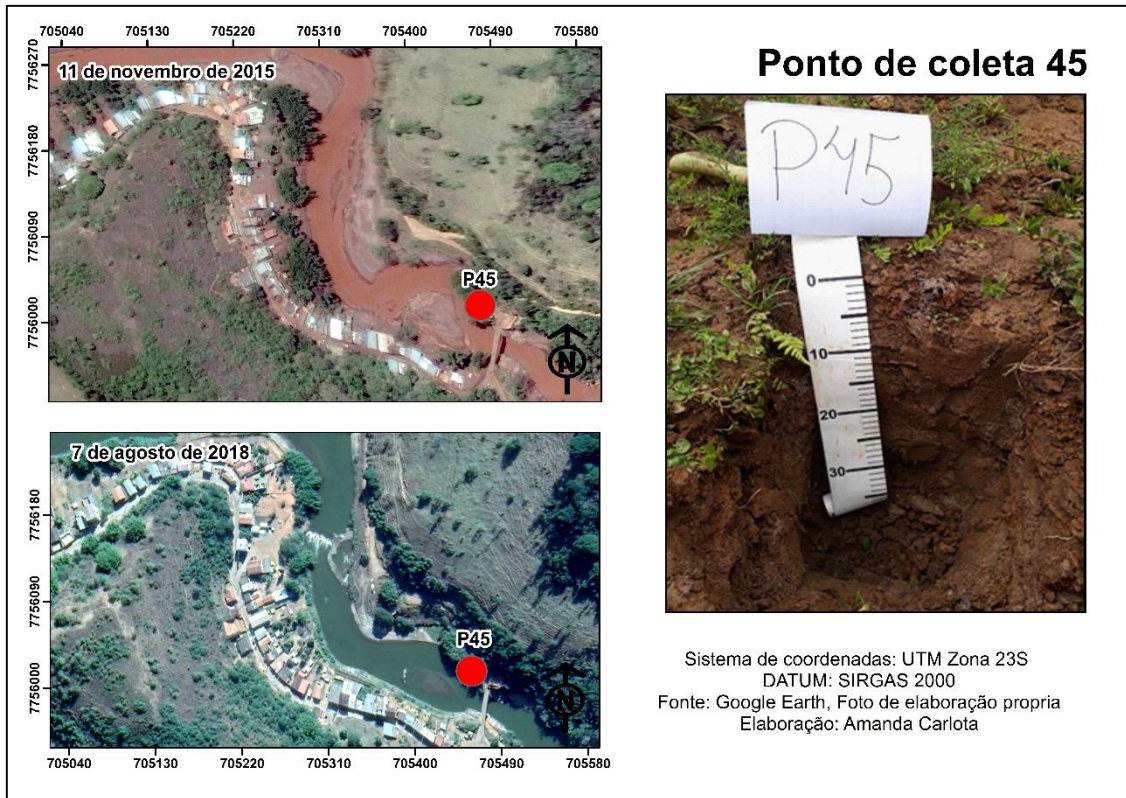 705040 705130 705220 705310 705400 705490 705580
11 de novembro de 2015
7756270
7756180
7756090
7756000
P45
N
7 de agosto de 2018
7756180
7756090
7756000
P45
N
705040 705130 705220 705310 705400 705490 705580
Ponto de coleta 45
P45
0
10
20
30
Sistema de coordenadas: UTM Zona 23S
DATUM: SIRGAS 2000
Fonte: Google Earth, Foto de elaboração propria
Elaboração: Amanda Carlota